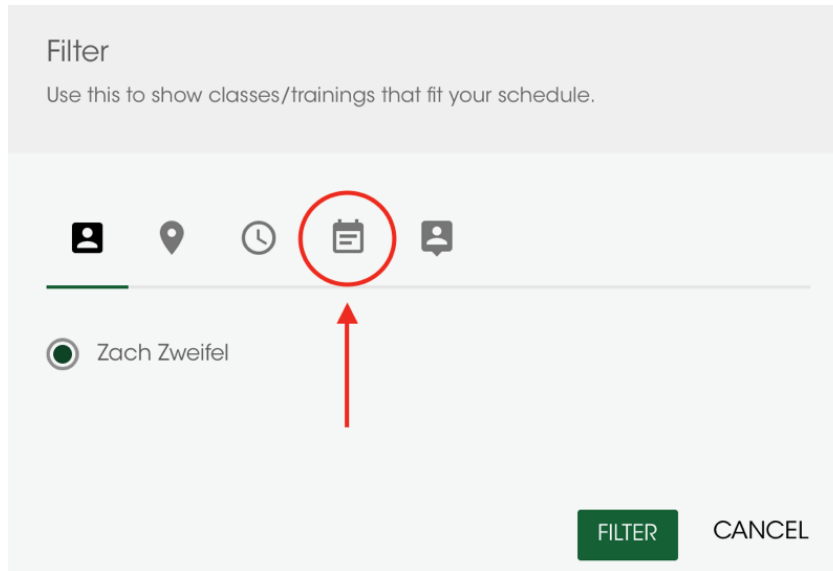 Filter
Use this to show classes/trainings that fit your schedule.
Zach Zweifel
FILTER CANCEL